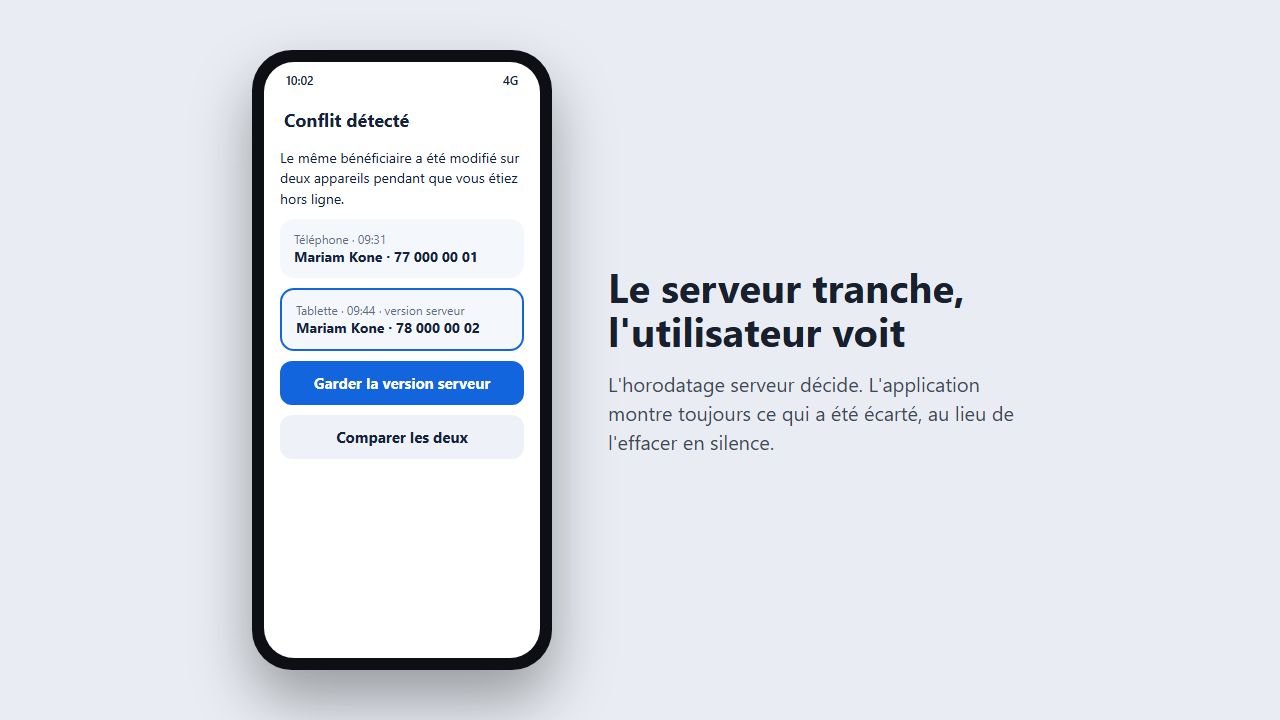 10:02
4G
Conflit détecté
Le même bénéficiaire a été modifié sur
deux appareils pendant que vous étiez
hors ligne.
Téléphone · 09:31
Mariam Kone · 77 000 00 01
Tablette · 09:44 · version serveur
Mariam Kone · 78 000 00 02
Garder la version serveur
Comparer les deux
Le serveur tranche,
l'utilisateur voit
L'horodatage serveur décide. L'application
montre toujours ce qui a été écarté, au lieu de
l'effacer en silence.